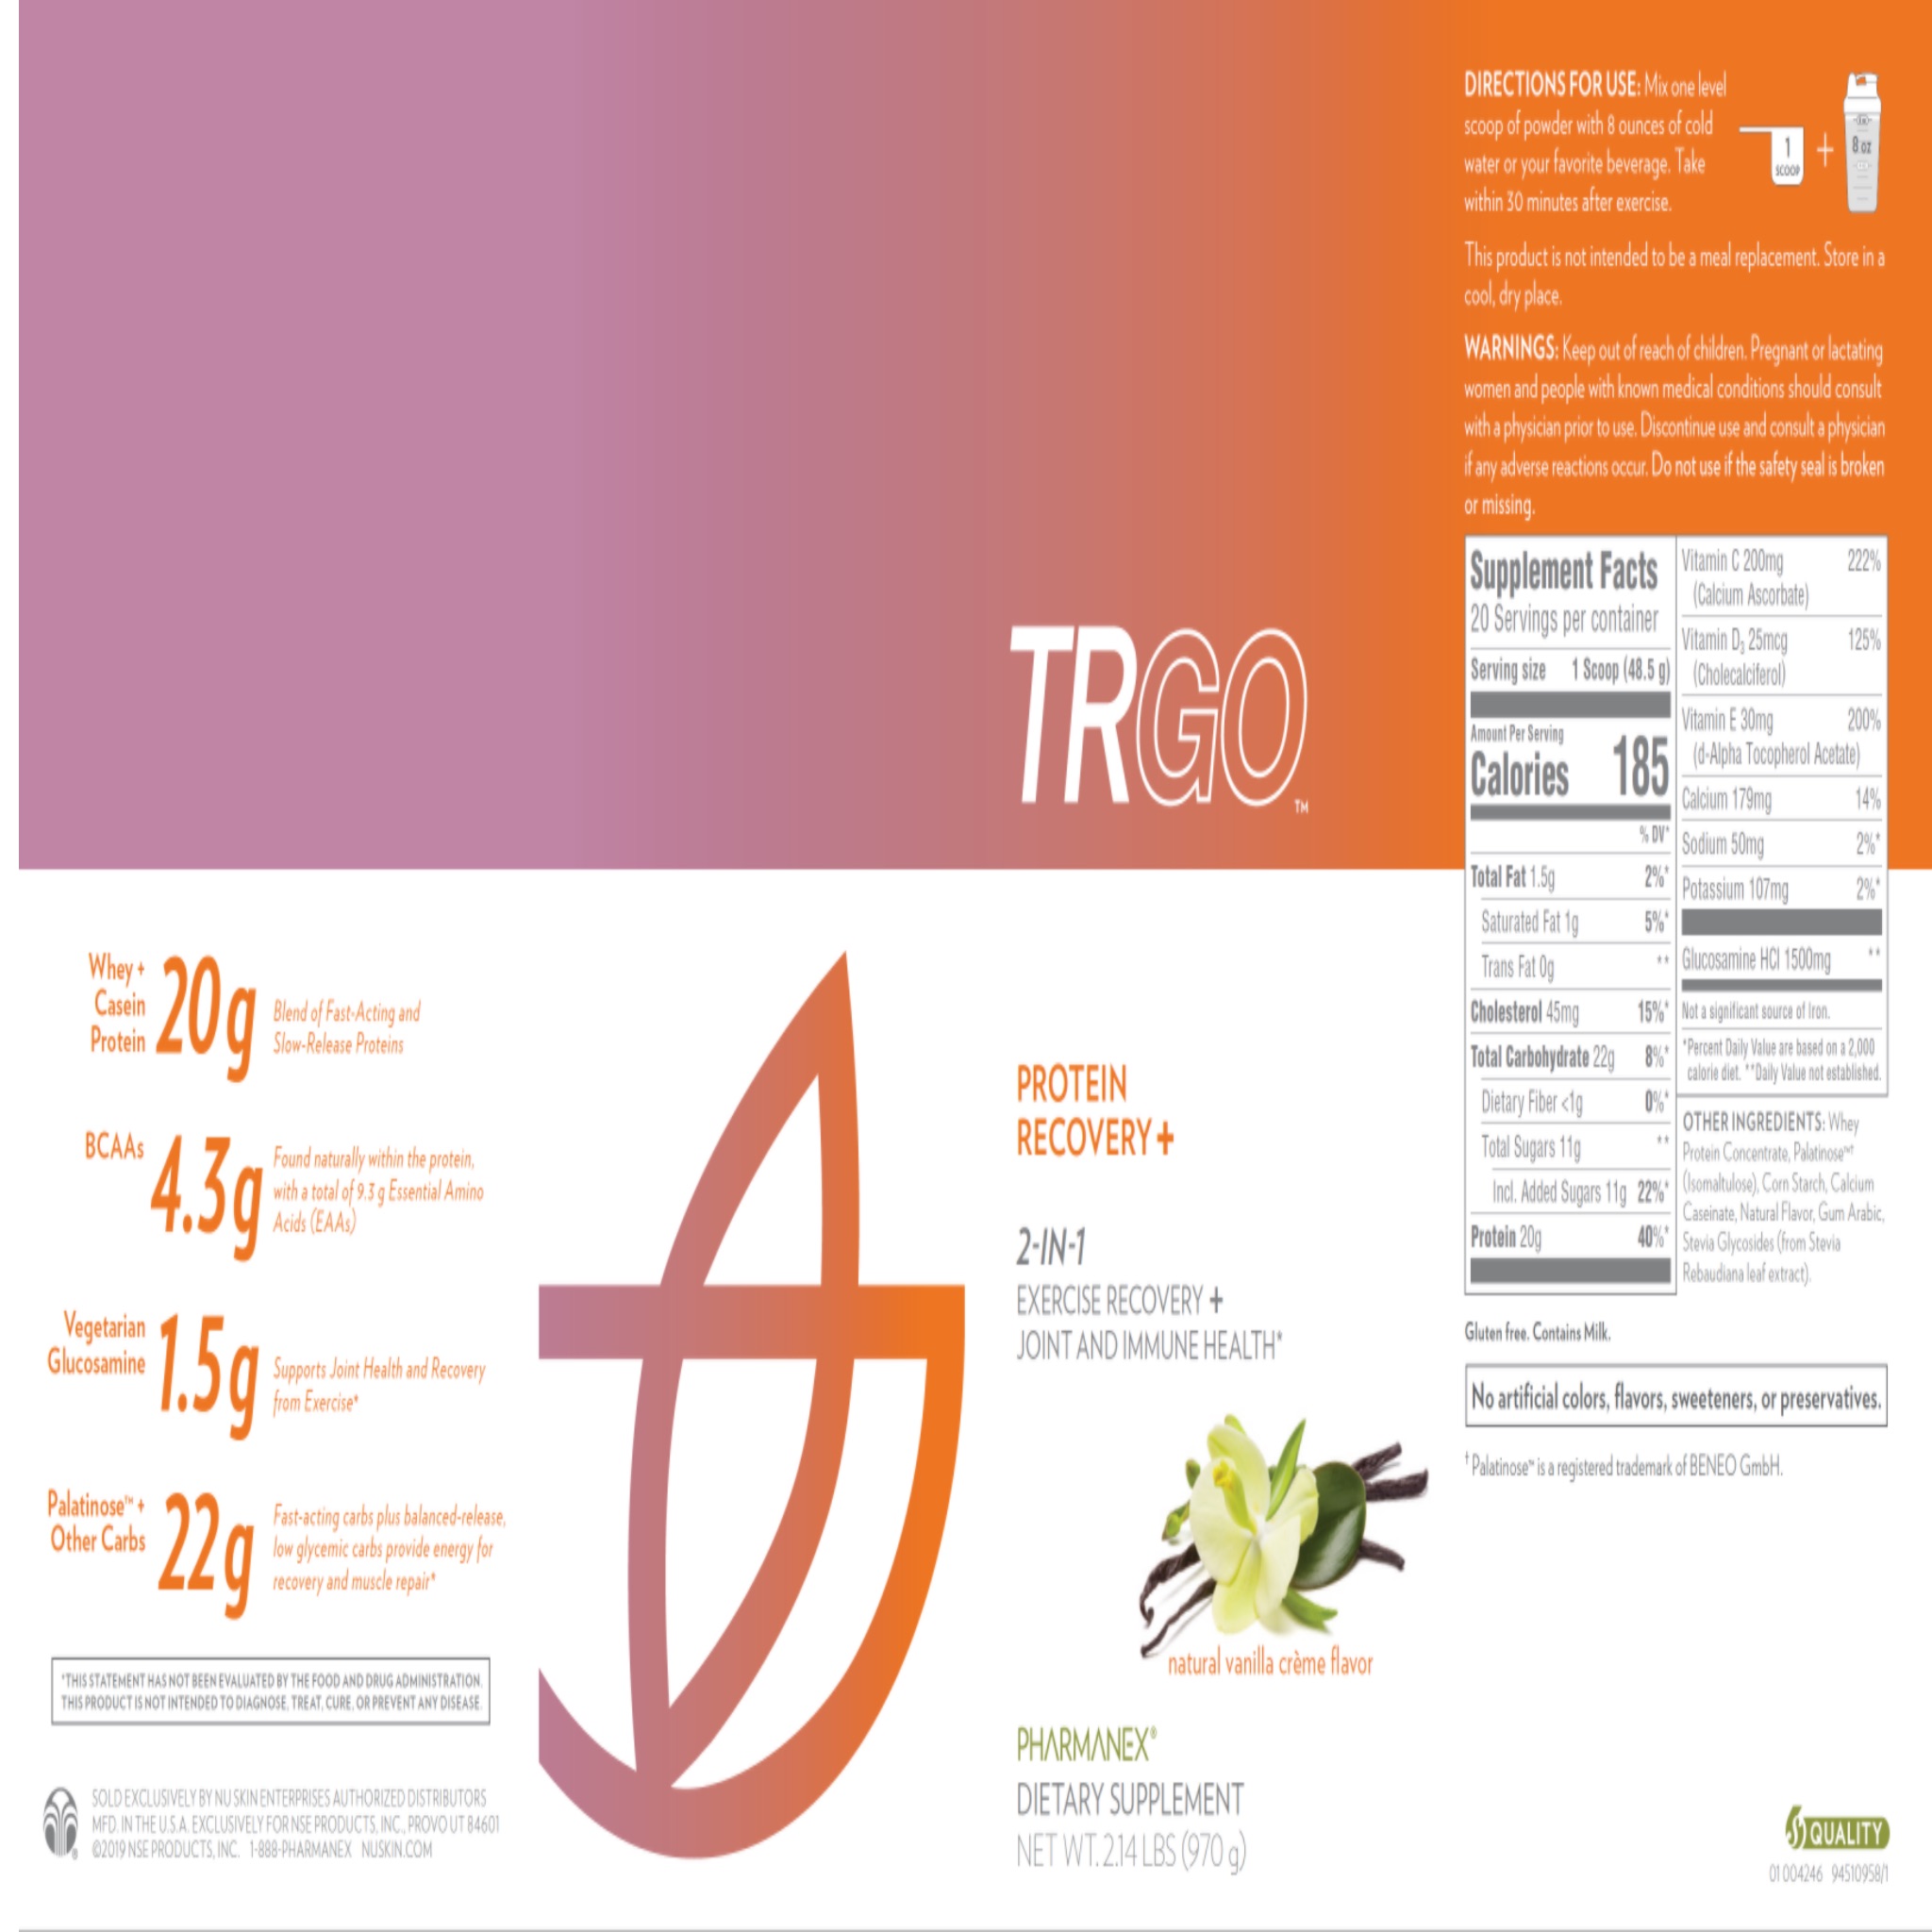 TRGO
TM
Whey +
Casein
Protein
20g
Blend of Fast-Acting and
Slow-Release Proteins
BCAAs
4.3g
Found naturally within the protein,
with a total of 9.3 g Essential Amino
Acids (EAAs)
Vegetarian
Glucosamine
1.5g
Supports Joint Health and Recovery
from Exercise*
Palatinose™ +
Other Carbs
22g
Fast-acting carbs plus balanced-release,
low glycemic carbs provide energy for
recovery and muscle repair*
*THIS STATEMENT HAS NOT BEEN EVALUATED BY THE FOOD AND DRUG ADMINISTRATION.
THIS PRODUCT IS NOT INTENDED TO DIAGNOSE, TREAT, CURE, OR PREVENT ANY DISEASE.
SOLD EXCLUSIVELY BY NU SKIN ENTERPRISES AUTHORIZED DISTRIBUTORS
MFD. IN THE U.S.A. EXCLUSIVELY FOR NSE PRODUCTS, INC., PROVO UT 84601
©2019 NSE PRODUCTS, INC. 1-888-PHARMANEX NUSKIN.COM
PROTEIN
RECOVERY+
2-IN-1
EXERCISE RECOVERY +
JOINT AND IMMUNE HEALTH*
natural vanilla crème flavor
PHARMANEX®
DIETARY SUPPLEMENT
NET WT. 2.14 LBS (970 g)
DIRECTIONS FOR USE: Mix one level
scoop of powder with 8 ounces of cold
water or your favorite beverage. Take
within 30 minutes after exercise.
1
SCOOP
+
8 oz
This product is not intended to be a meal replacement. Store in a
cool, dry place.
WARNINGS: Keep out of reach of children. Pregnant or lactating
women and people with known medical conditions should consult
with a physician prior to use. Discontinue use and consult a physician
if any adverse reactions occur. Do not use if the safety seal is broken
or missing.
Supplement Facts
20 Servings per container
Serving size 1 Scoop (48.5 g)
Amount Per Serving
Calories 185
% DV*
Total Fat 1.5g 2%*
Saturated Fat 1g 5%*
Trans Fat 0g **
Cholesterol 45mg 15%*
Total Carbohydrate 22g 8%*
Dietary Fiber <1g 0%*
Total Sugars 11g **
Incl. Added Sugars 11g 22%*
Protein 20g 40%*
Vitamin C 200mg 222%
(Calcium Ascorbate)
Vitamin D₃ 25mcg 125%
(Cholecalciferol)
Vitamin E 30mg 200%
(d-Alpha Tocopherol Acetate)
Calcium 179mg 14%
Sodium 50mg 2%*
Potassium 107mg 2%*
Glucosamine HCl 1500mg **
Not a significant source of Iron.
*Percent Daily Value are based on a 2,000
calorie diet. **Daily Value not established.
OTHER INGREDIENTS: Whey
Protein Concentrate, Palatinose™†
(Isomaltulose), Corn Starch, Calcium
Caseinate, Natural Flavor, Gum Arabic,
Stevia Glycosides (from Stevia
Rebaudiana leaf extract).
Gluten free. Contains Milk.
No artificial colors, flavors, sweeteners, or preservatives.
† Palatinose™ is a registered trademark of BENEO GmbH.
6S QUALITY
01 004246 94510958/1